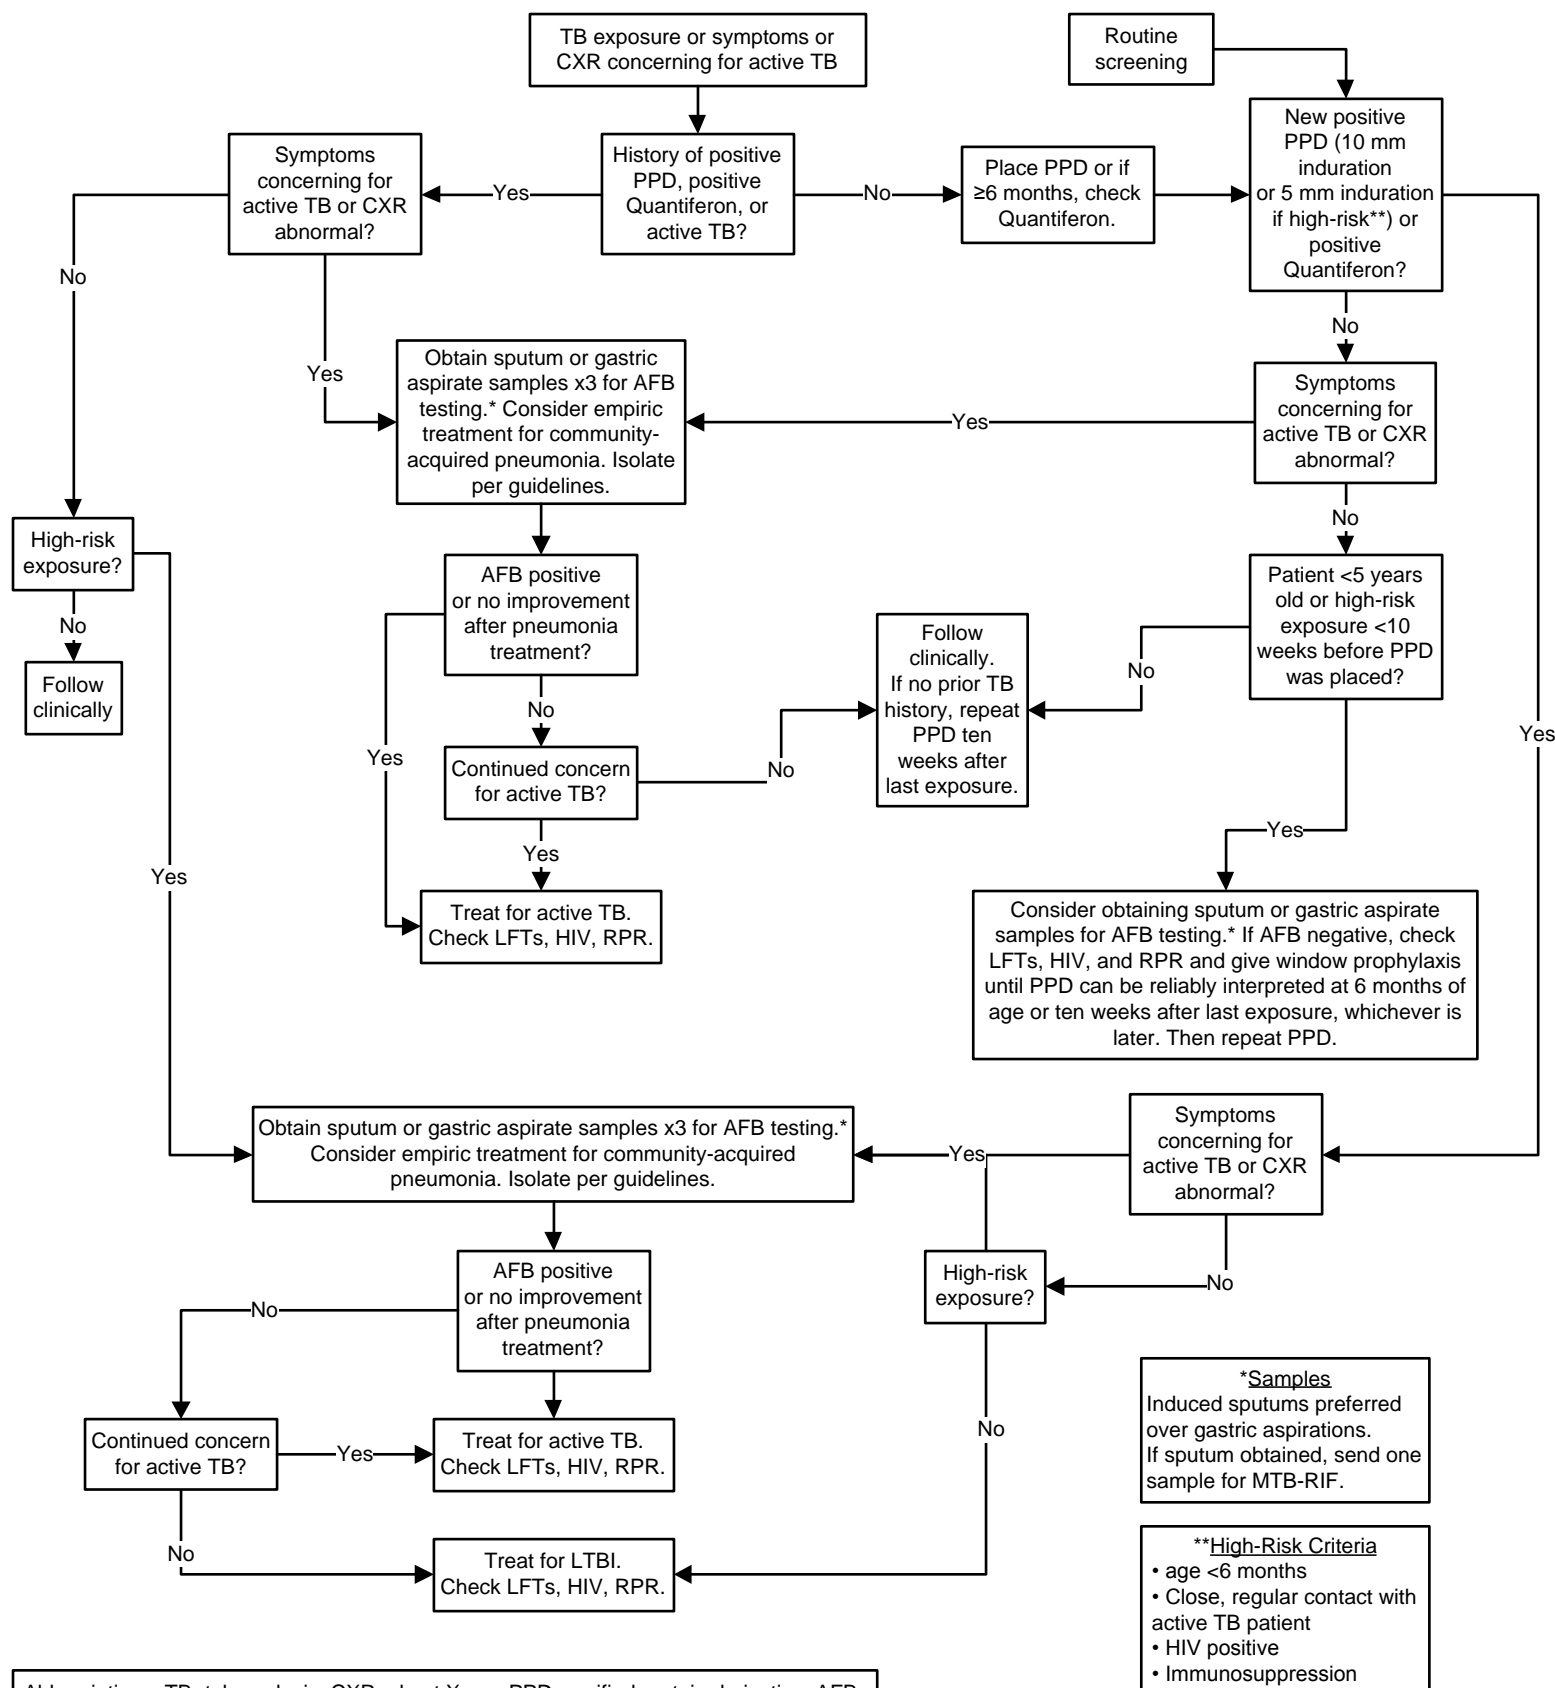 TB exposure or symptoms or
CXR concerning for active TB
Routine
screening
New positive
PPD (10 mm
induration
or 5 mm induration
if high-risk**) or
positive
Quantiferon?
Symptoms
concerning for
active TB or CXR
abnormal?
Yes
History of positive
PPD, positive
Quantiferon, or
active TB?
No
Place PPD or if
≥6 months, check
Quantiferon.
No
No
Yes
Obtain sputum or gastric
aspirate samples x3 for AFB
testing.* Consider empiric
treatment for community-
acquired pneumonia. Isolate
per guidelines.
Yes
Symptoms
concerning for
active TB or CXR
abnormal?
No
High-risk
exposure?
No
Follow
clinically
AFB positive
or no improvement
after pneumonia
treatment?
No
Yes
Continued concern
for active TB?
No
Yes
Treat for active TB.
Check LFTs, HIV, RPR.
Follow
clinically.
If no prior TB
history, repeat
PPD ten
weeks after
last exposure.
No
Patient <5 years
old or high-risk
exposure <10
weeks before PPD
was placed?
Yes
Yes
Yes
Consider obtaining sputum or gastric aspirate
samples for AFB testing.* If AFB negative, check
LFTs, HIV, and RPR and give window prophylaxis
until PPD can be reliably interpreted at 6 months of
age or ten weeks after last exposure, whichever is
later. Then repeat PPD.
Obtain sputum or gastric aspirate samples x3 for AFB testing.*
Consider empiric treatment for community-acquired
pneumonia. Isolate per guidelines.
Yes
Symptoms
concerning for
active TB or CXR
abnormal?
No
High-risk
exposure?
No
AFB positive
or no improvement
after pneumonia
treatment?
No
Continued concern
for active TB?
Yes
Treat for active TB.
Check LFTs, HIV, RPR.
No
Treat for LTBI.
Check LFTs, HIV, RPR.
*Samples
Induced sputums preferred
over gastric aspirations.
If sputum obtained, send one
sample for MTB-RIF.
**High-Risk Criteria
• age <6 months
• Close, regular contact with
active TB patient
• HIV positive
• Immunosuppression